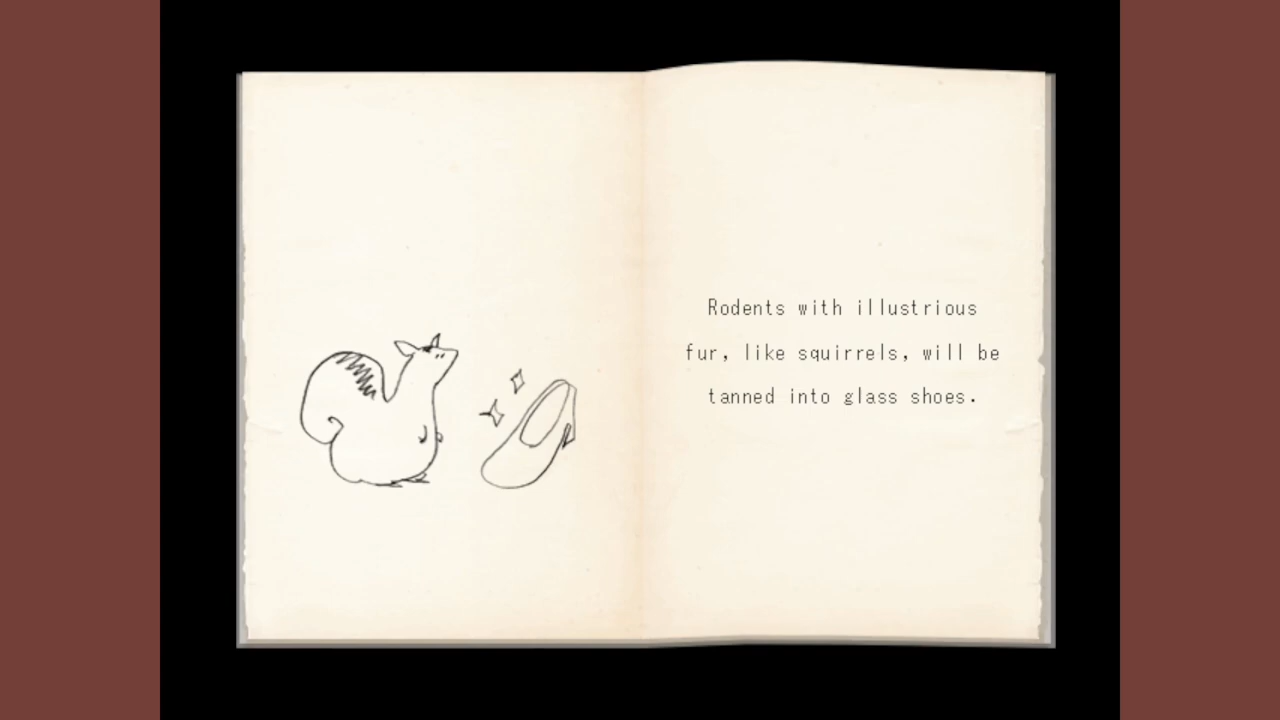 Rodents with illustrious
fur, like squirrels, will be
tanned into glass shoes.